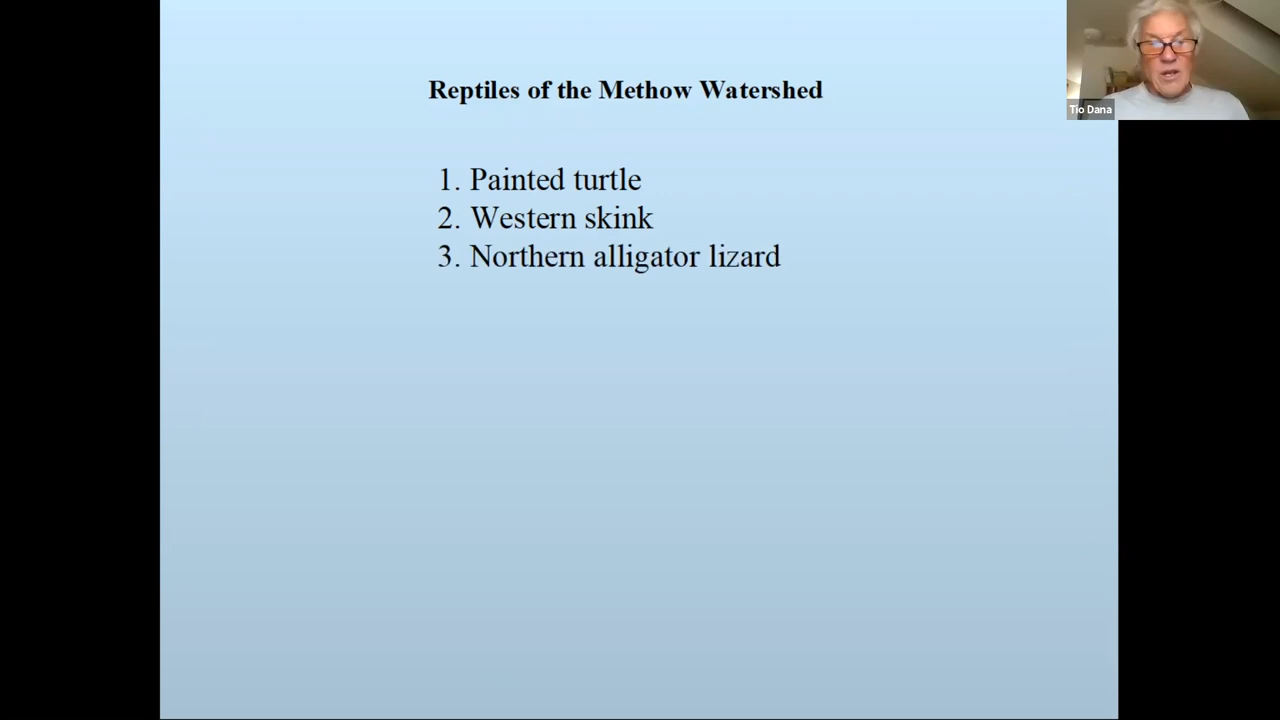 Reptiles of the Methow Watershed
1. Painted turtle
2. Western skink
3. Northern alligator lizard
Tio Dana